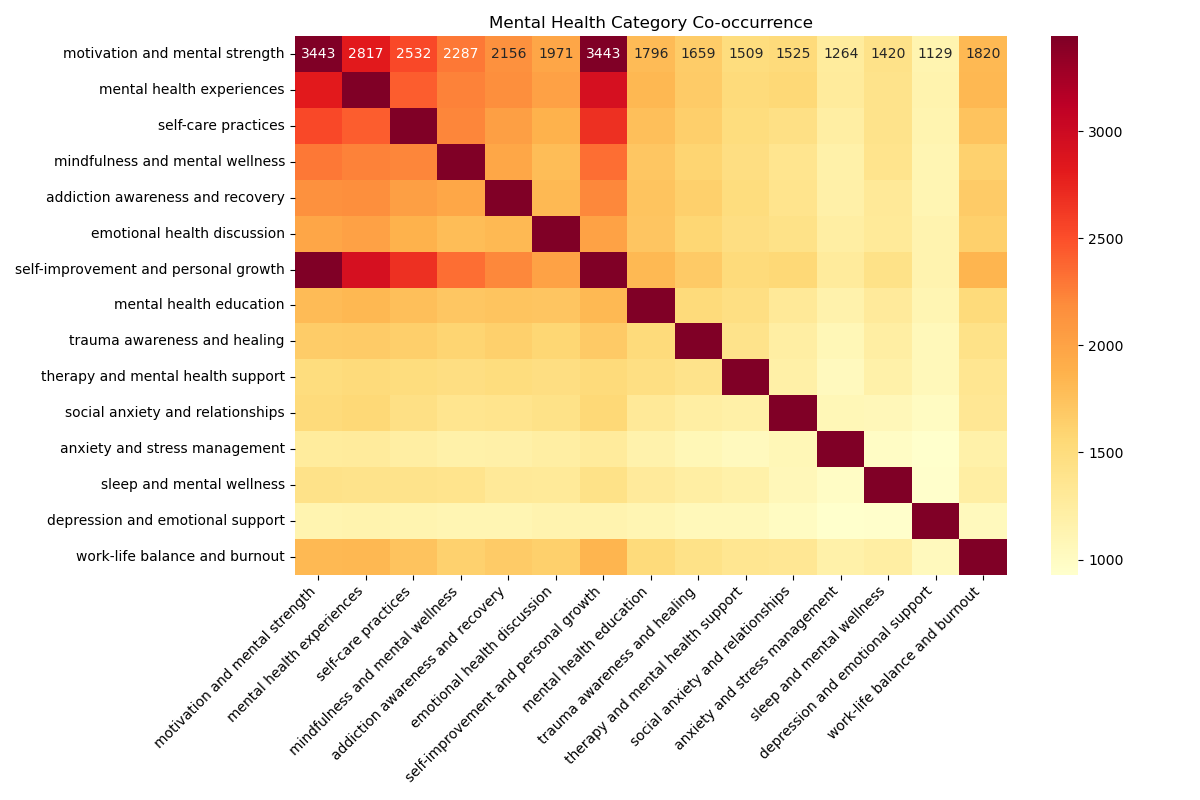 Mental Health Category Co-occurrence
motivation and mental strength 3443 2817 2532 2287 2156 1971 3443 1796 1659 1509 1525 1264 1420 1129 1820
mental health experiences
self-care practices
mindfulness and mental wellness
addiction awareness and recovery
emotional health discussion
self-improvement and personal growth
mental health education
trauma awareness and healing
therapy and mental health support
social anxiety and relationships
anxiety and stress management
sleep and mental wellness
depression and emotional support
work-life balance and burnout
motivation and mental strength
mental health experiences
self-care practices
mindfulness and mental wellness
addiction awareness and recovery
emotional health discussion
self-improvement and personal growth
mental health education
trauma awareness and healing
therapy and mental health support
social anxiety and relationships
anxiety and stress management
sleep and mental wellness
depression and emotional support
work-life balance and burnout
3000
2500
2000
1500
1000